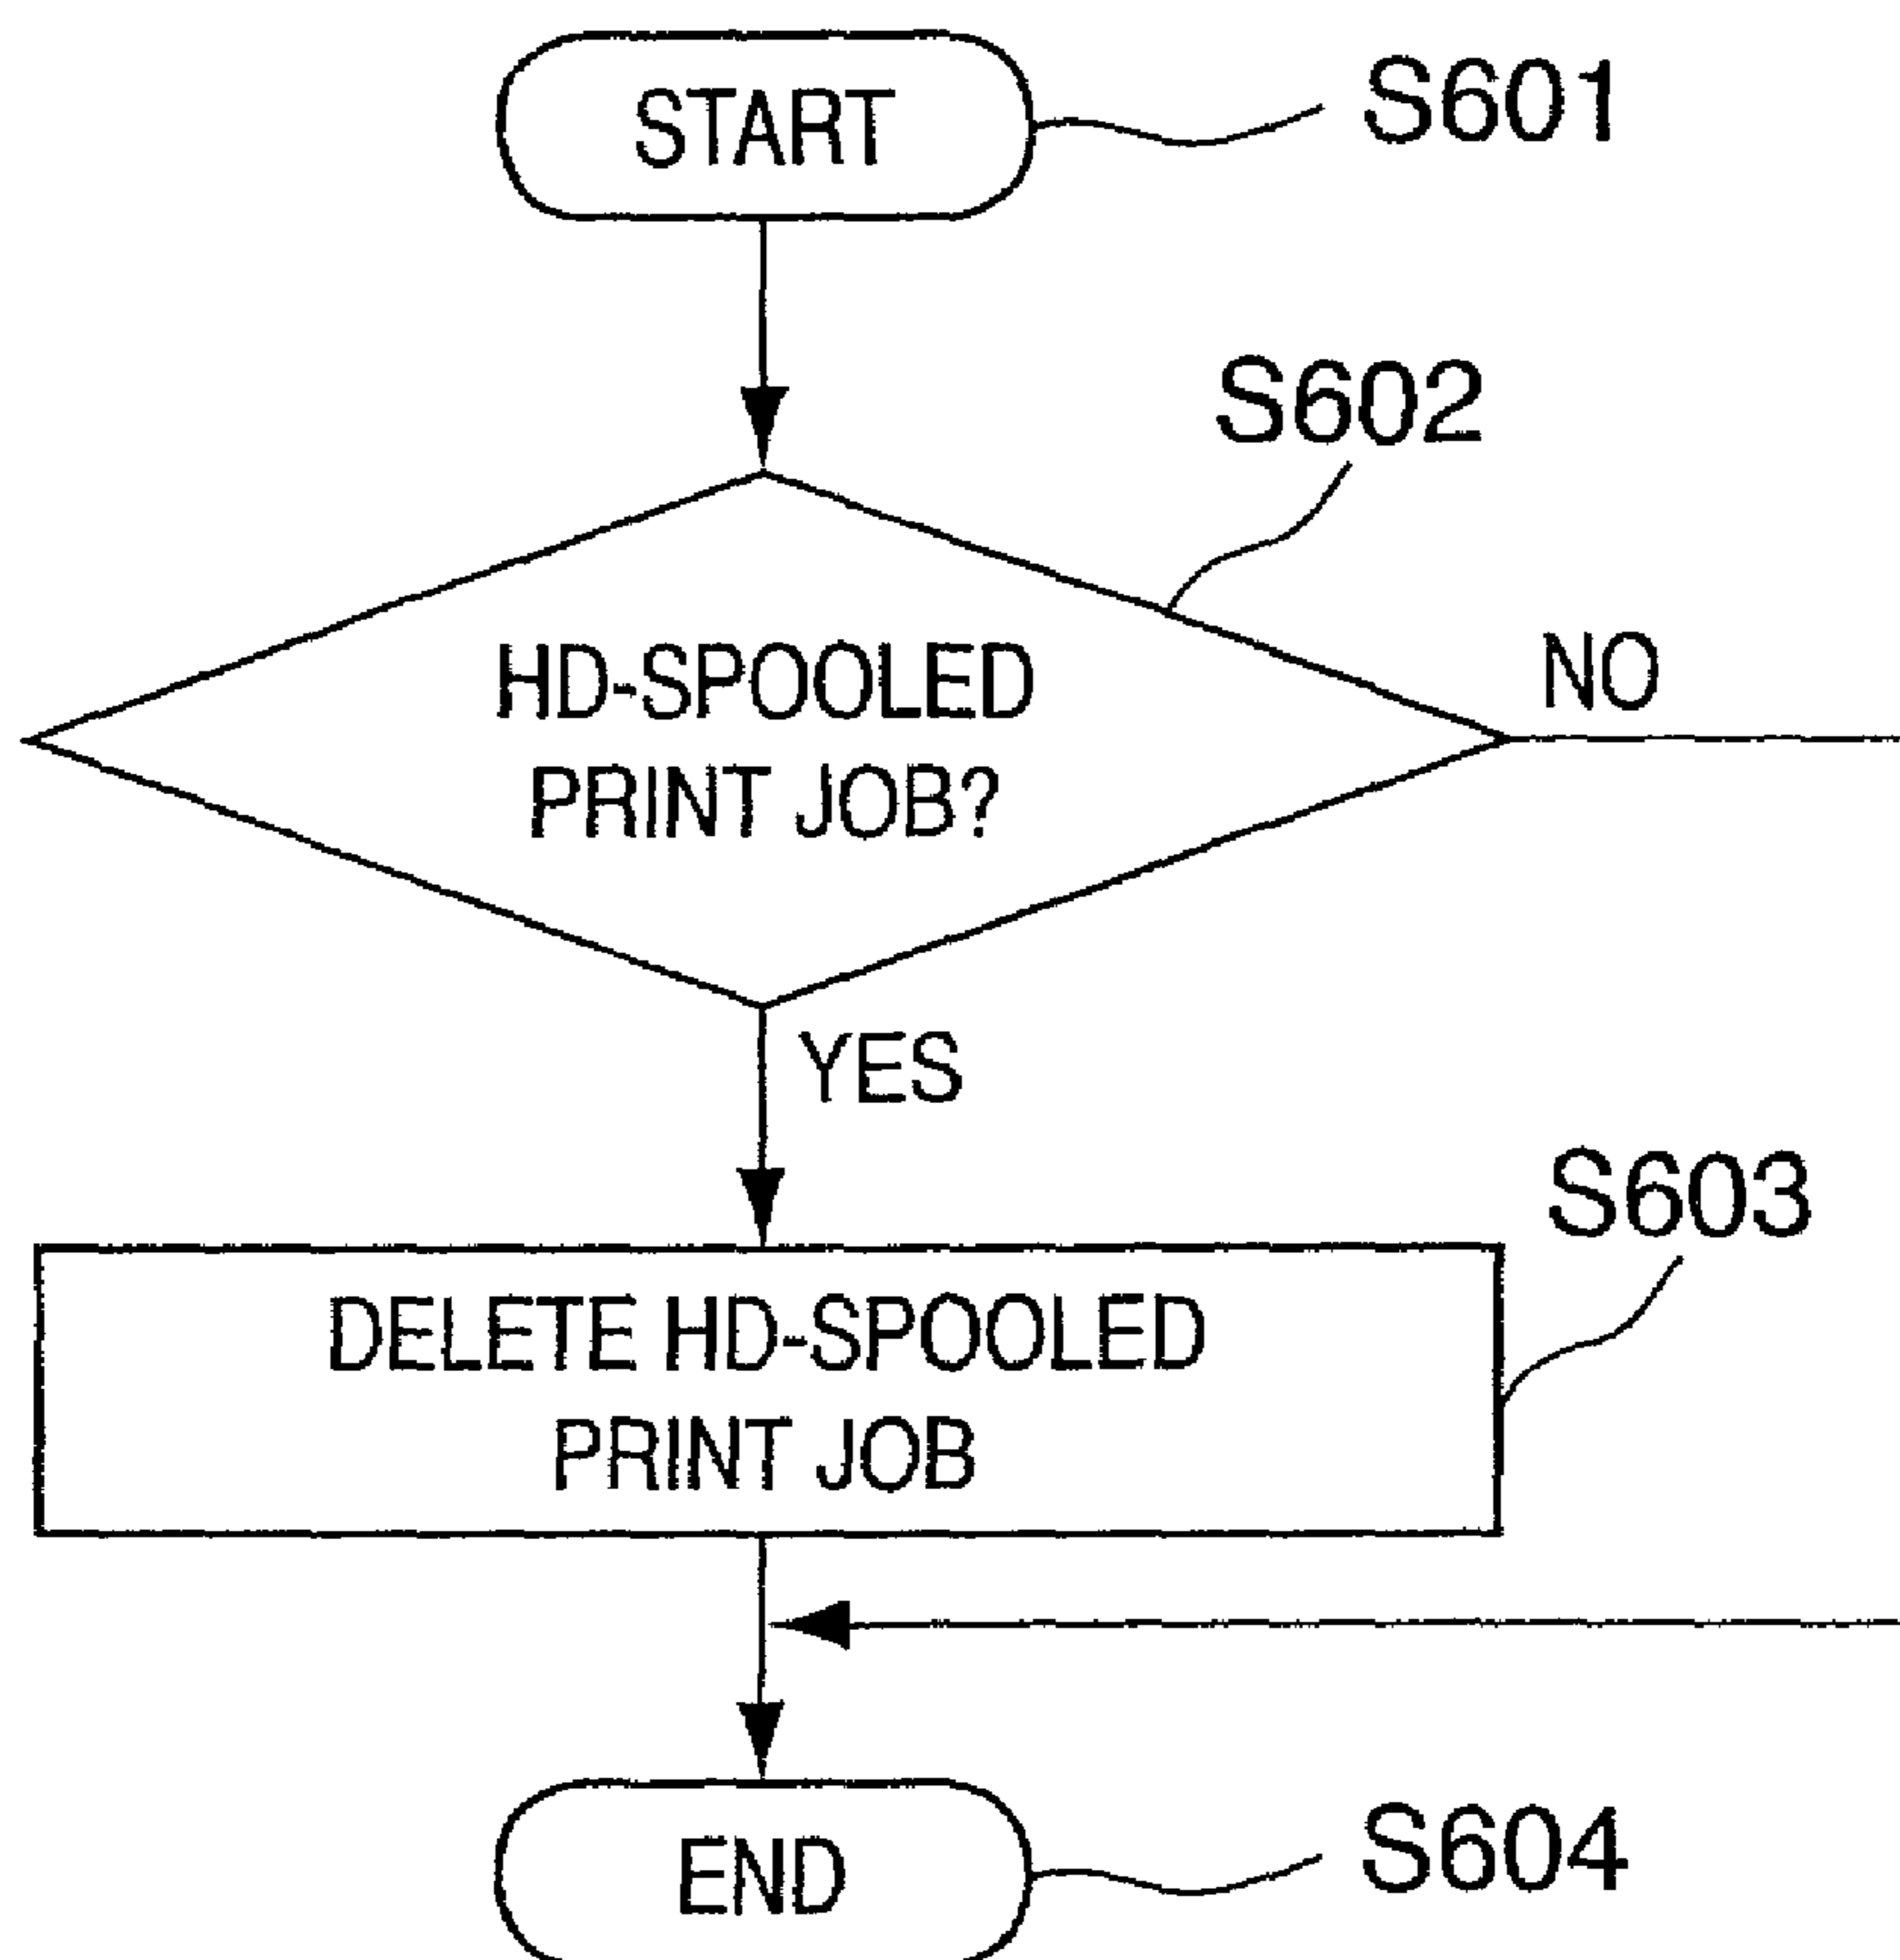 START
S601
S602
HD-SPOOLED
PRINT JOB?
NO
YES
S603
DELETE HD-SPOOLED
PRINT JOB
END
S604